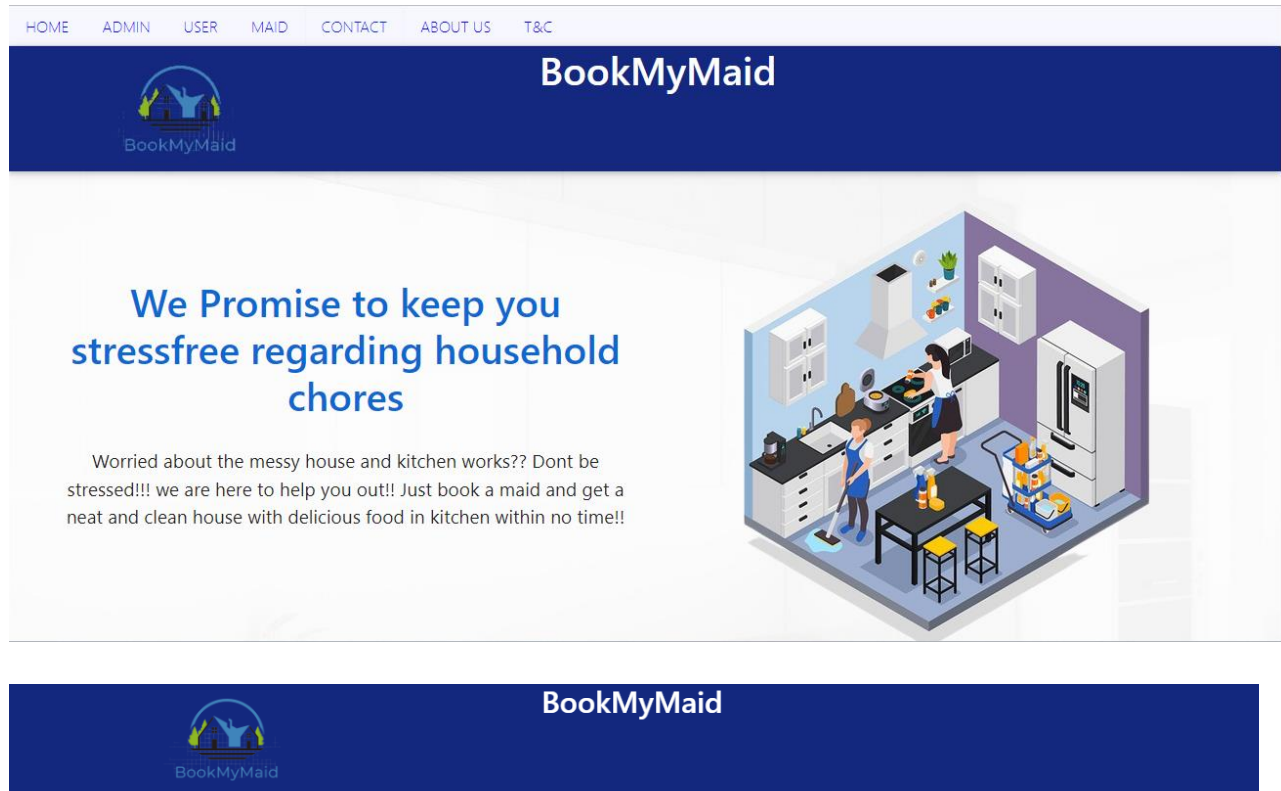 HOME ADMIN USER MAID CONTACT ABOUT US T&C
BookMyMaid
BookMyMaid
We Promise to keep you
stressfree regarding household
chores
Worried about the messy house and kitchen works?? Dont be
stressed!!! we are here to help you out!! Just book a maid and get a
neat and clean house with delicious food in kitchen within no time!!
BookMyMaid
BookMyMaid